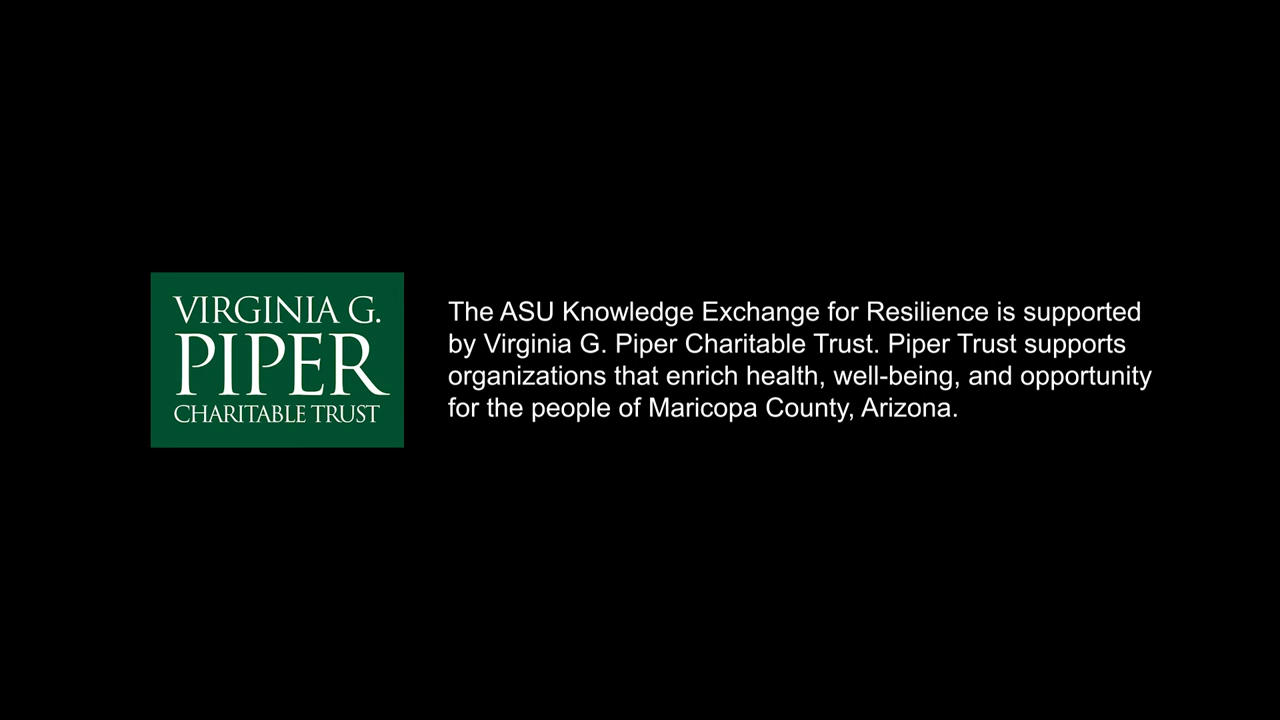 VIRGINIA G.
PIPER
CHARITABLE TRUST
The ASU Knowledge Exchange for Resilience is supported
by Virginia G. Piper Charitable Trust. Piper Trust supports
organizations that enrich health, well-being, and opportunity
for the people of Maricopa County, Arizona.